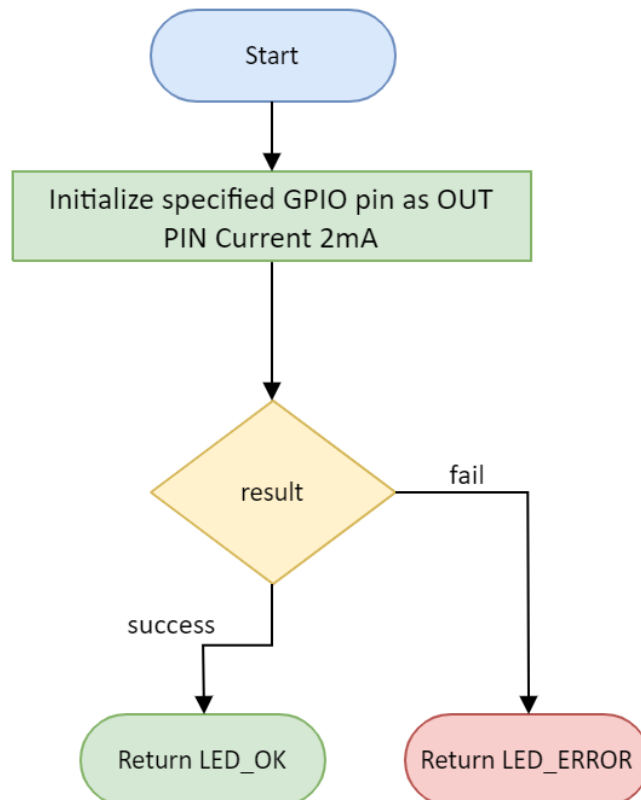 Start
Initialize specified GPIO pin as OUT
PIN Current 2mA
result
fail
success
Return LED_OK
Return LED_ERROR